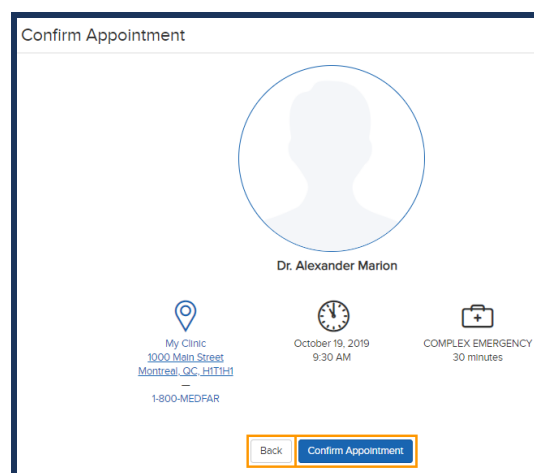 Confirm Appointment
Dr. Alexander Marion
My Clinic
1000 Main Street
Montreal, QC, H1T1H1
—
1-800-MEDFAR
October 19, 2019
9:30 AM
COMPLEX EMERGENCY
30 minutes
Back
Confirm Appointment